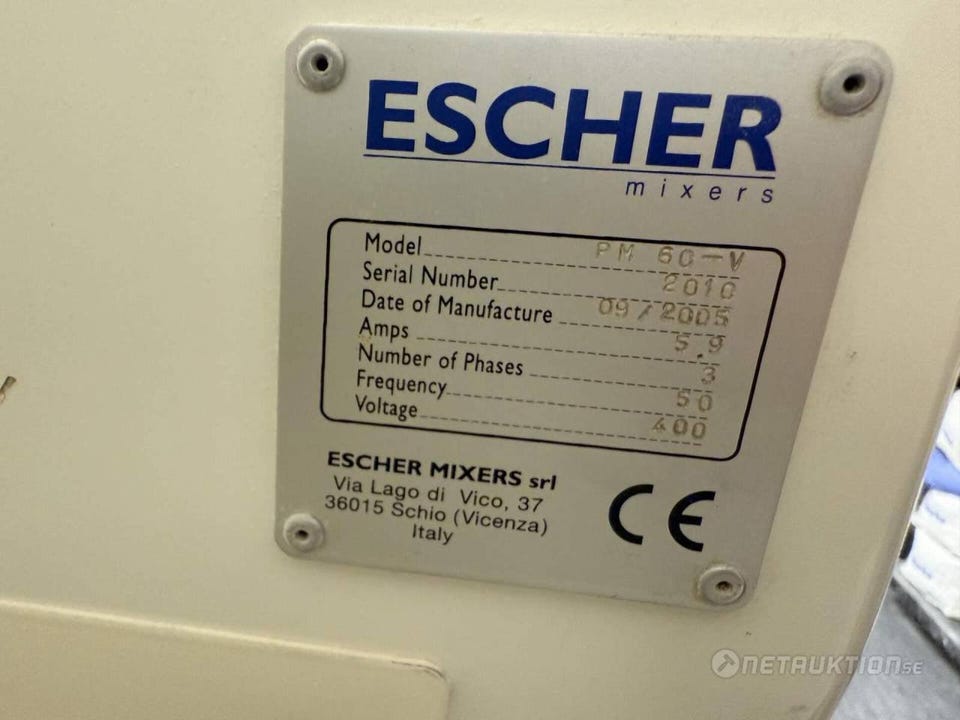 ESCHER
mixers
Model PM 60-V
Serial Number 2010
Date of Manufacture 09/2005
Amps 5.9
Number of Phases 3
Frequency 50
Voltage 400
ESCHER MIXERS srl
Via Lago di Vico, 37
36015 Schio (Vicenza)
Italy
CE
NETAUKTION.SE